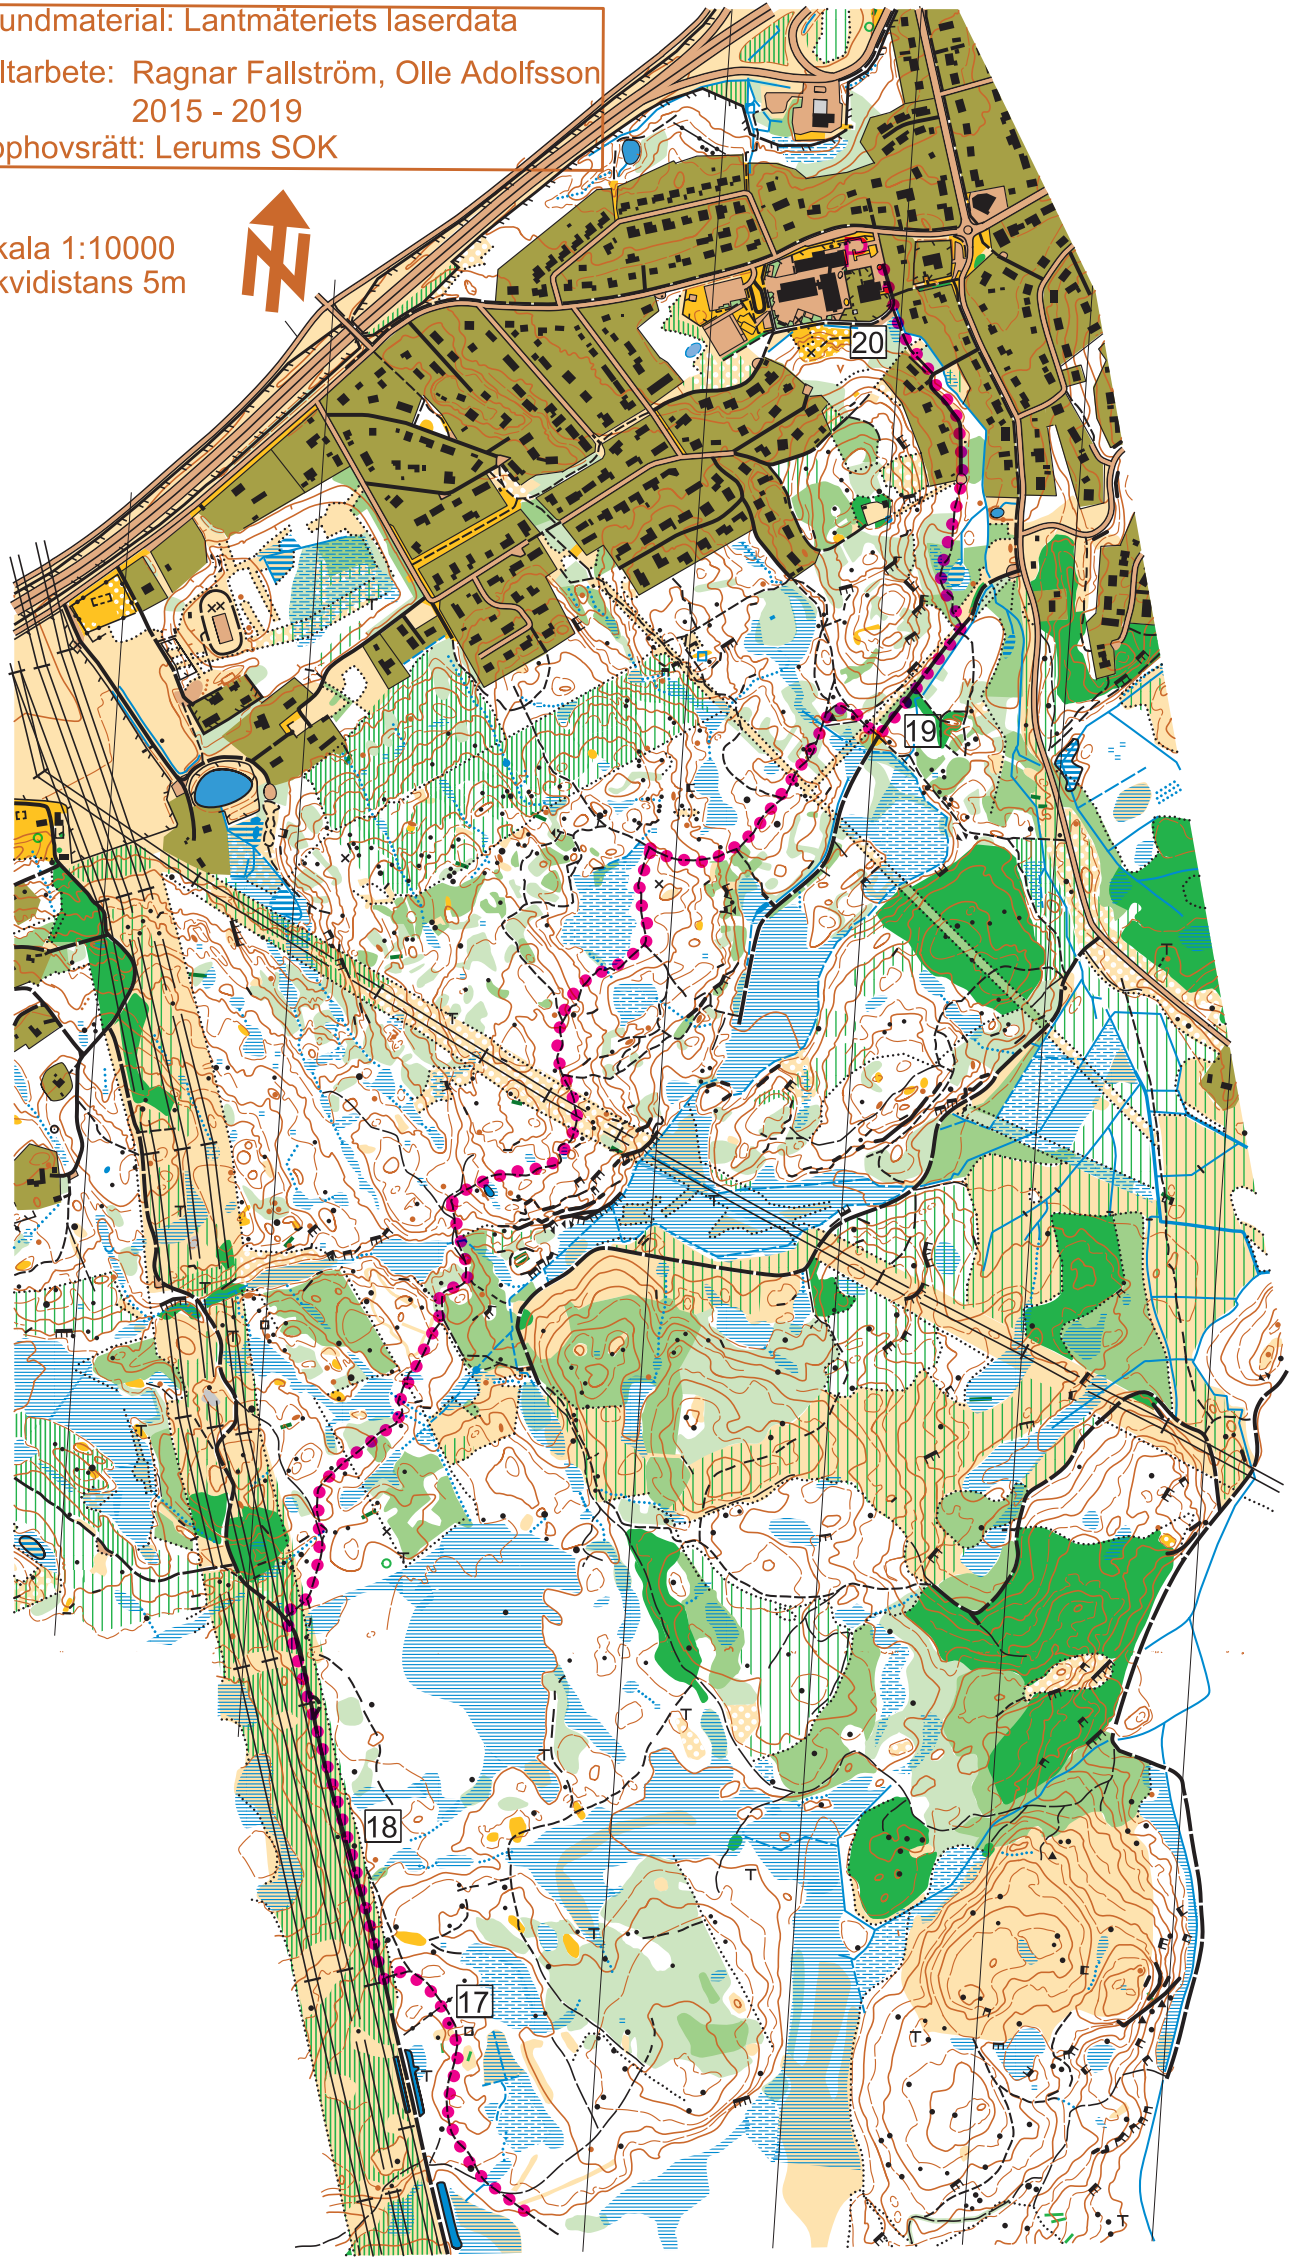 undmaterial: Lantmäteriets laserdata
ltarbete: Ragnar Fallström, Olle Adolfsson
2015 - 2019
pphovsrätt: Lerums SOK
kala 1:10000
kvidistans 5m
N
20
19
18
17